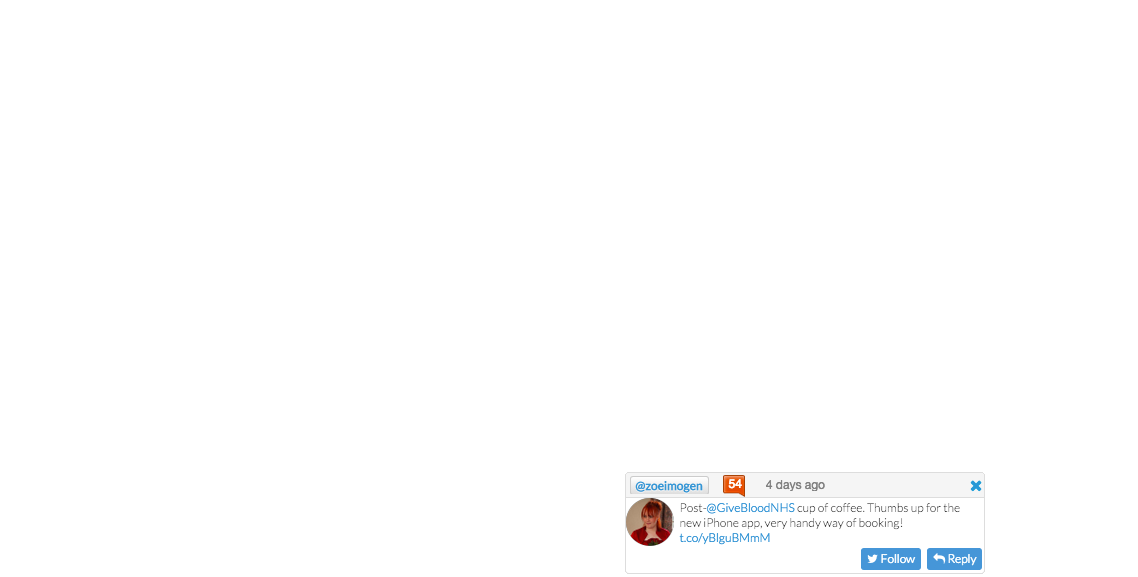 @zoeimogen 54 4 days ago
Post-@GiveBloodNHS cup of coffee. Thumbs up for the
new iPhone app, very handy way of booking!
t.co/yBlguBMmM
Follow Reply